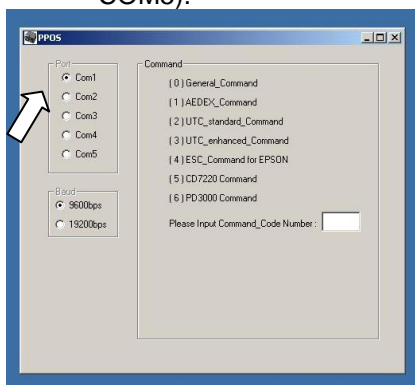 PPOS
Port
Com1
Com2
Com3
Com4
Com5
Baud
9600bps
19200bps
Command
( 0 ) General_Command
( 1 ) AEDEX_Command
( 2 ) UTC_standard_Command
( 3 ) UTC_enhanced_Command
( 4 ) ESC_Command for EPSON
( 5 ) CD7220 Command
( 6 ) PD3000 Command
Please Input Command_Code Number :